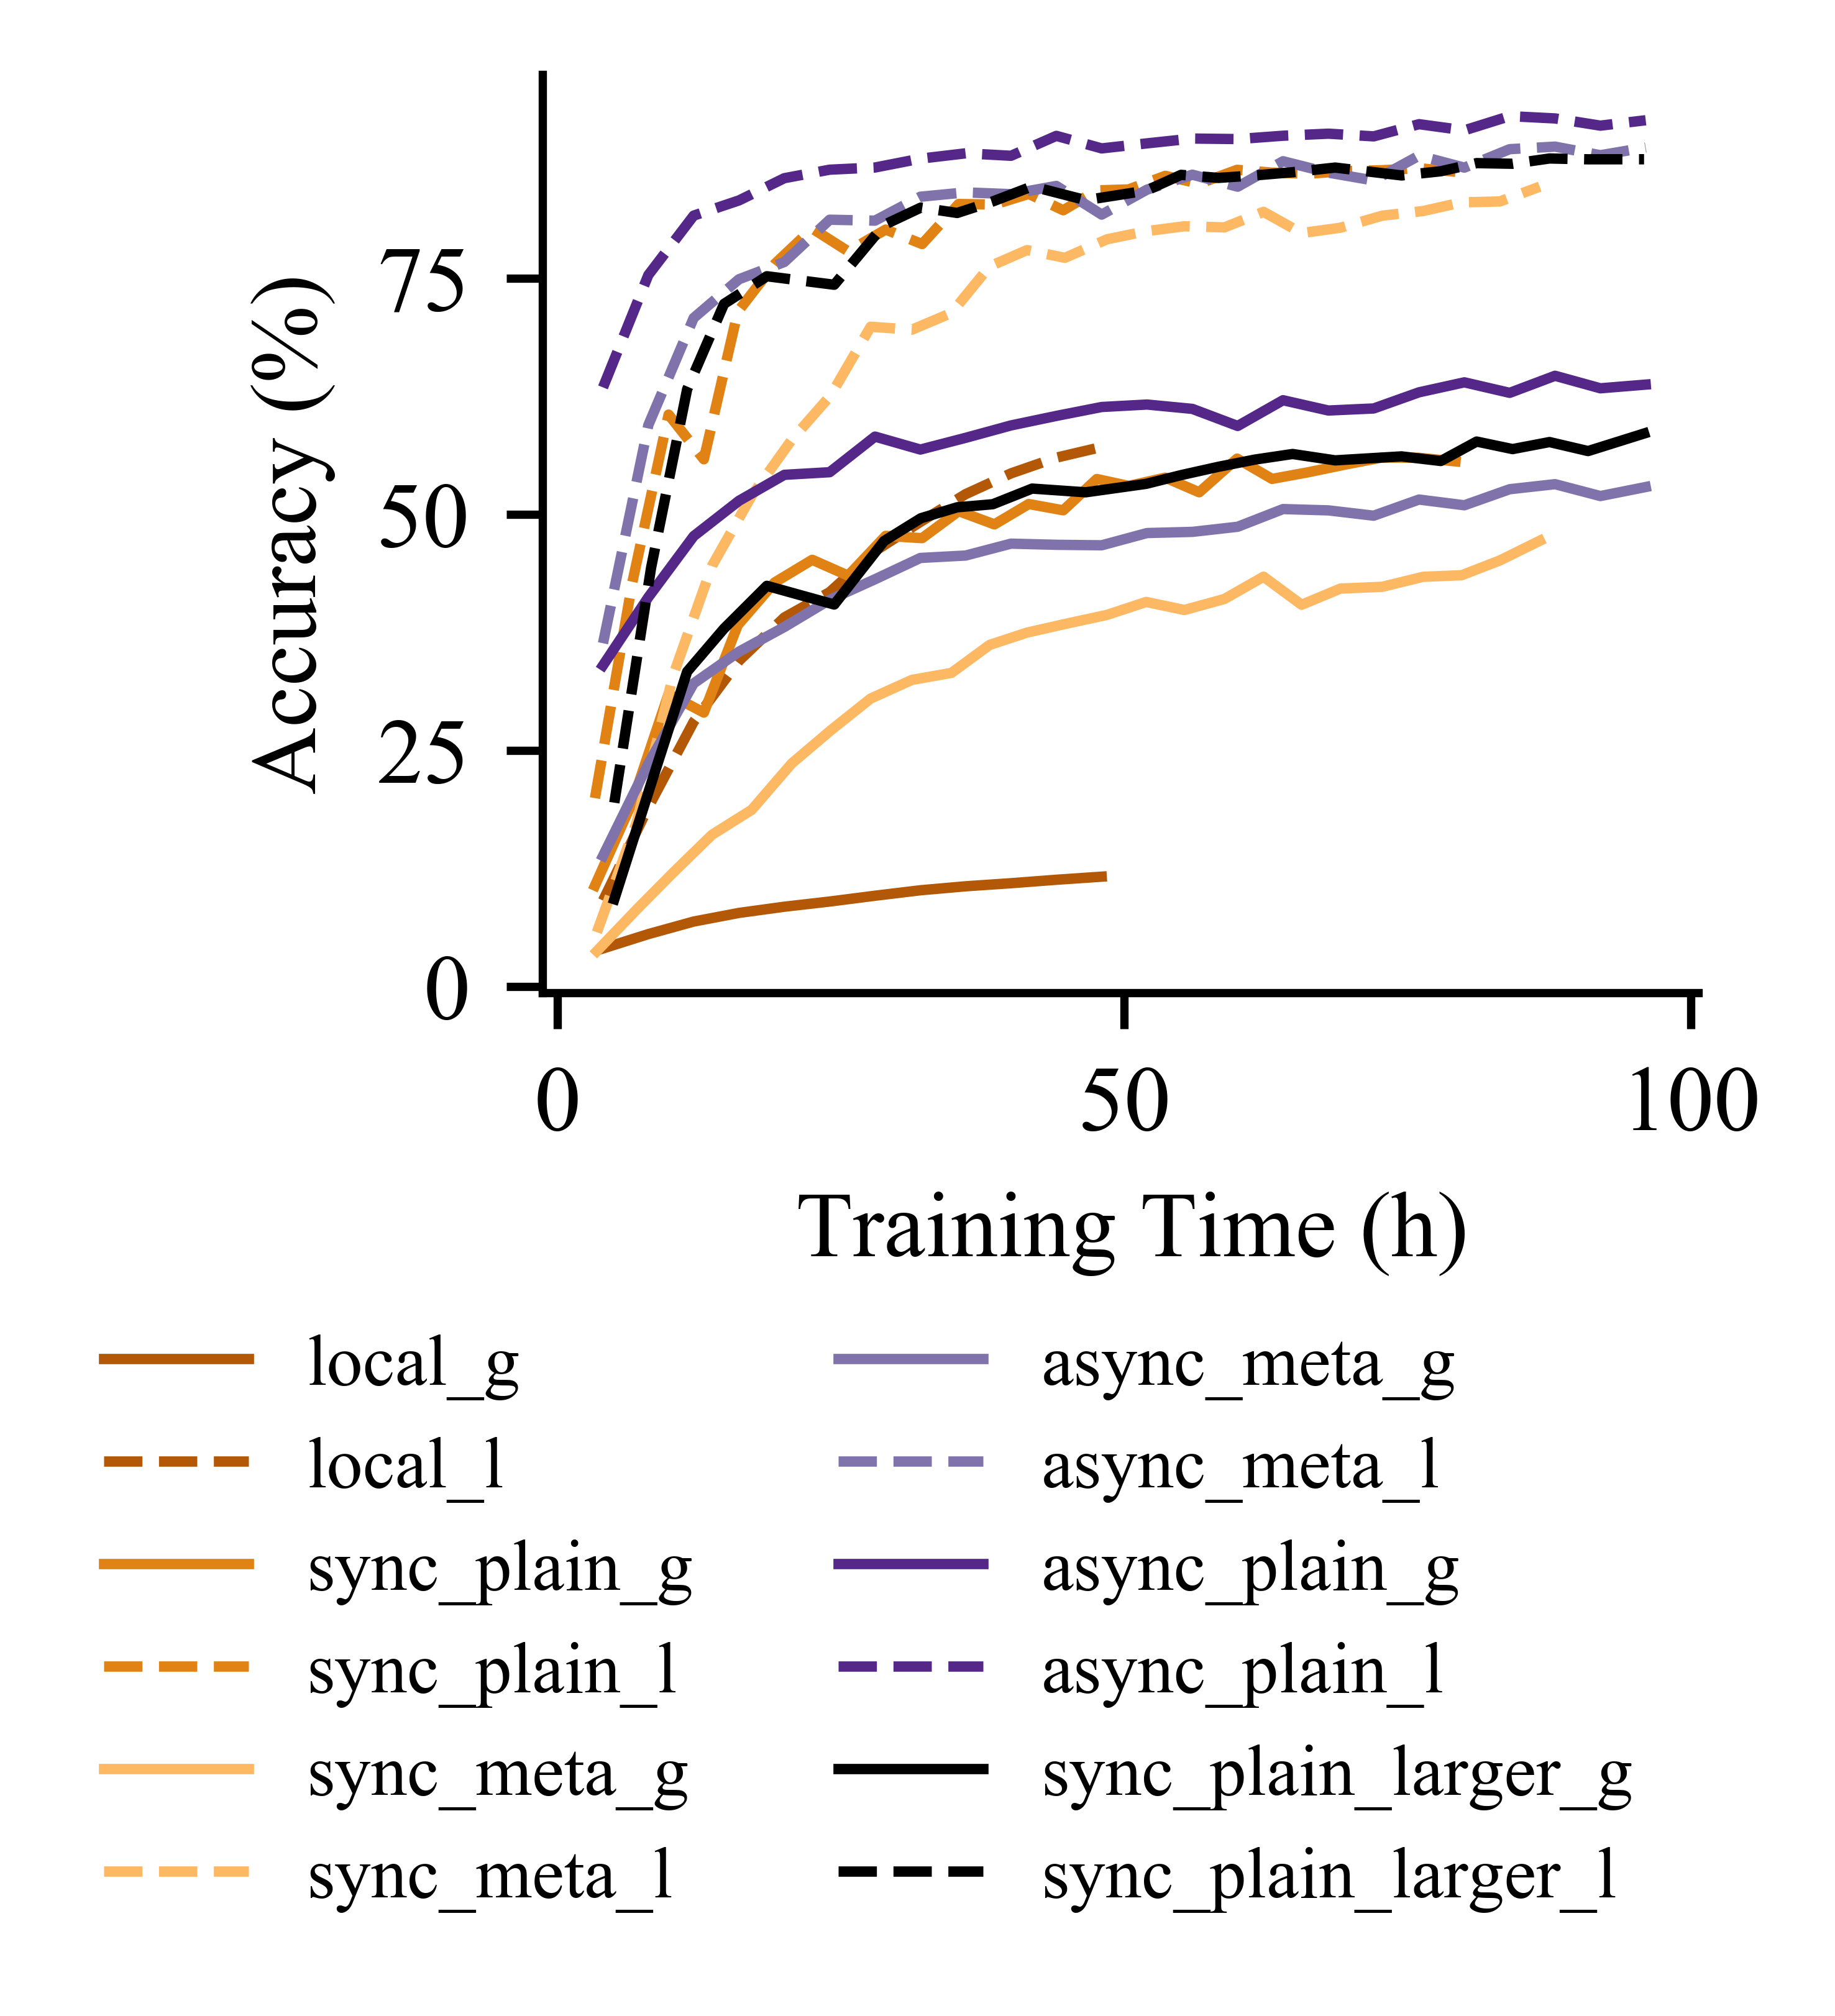 Accuracy (%)
75
50
25
0
0 50 100
Training Time (h)
local_g
local_l
sync_plain_g
sync_plain_l
sync_meta_g
sync_meta_l
async_meta_g
async_meta_l
async_plain_g
async_plain_l
sync_plain_larger_g
sync_plain_larger_l